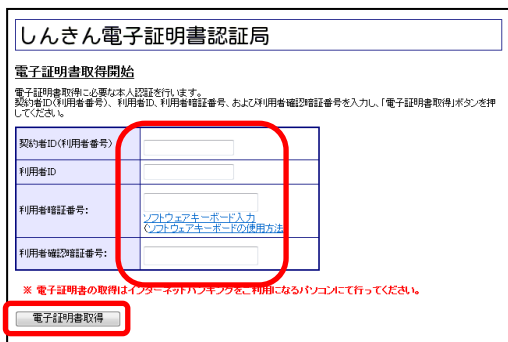 しんきん電子証明書認証局
電子証明書取得開始
電子証明書取得に必要な本人認証を行います。
契約者ID(利用者番号)、利用者ID、利用者暗証番号、および利用者確認暗証番号を入力し、「電子証明書取得」ボタンを押
してください。
契約者ID(利用者番号)
利用者ID
利用者暗証番号:
ソフトウェアキーボード入力
(ソフトウェアキーボードの使用方法
利用者確認暗証番号:
※ 電子証明書の取得はインターネットバンキングをご利用になるパソコンにて行ってください。
電子証明書取得